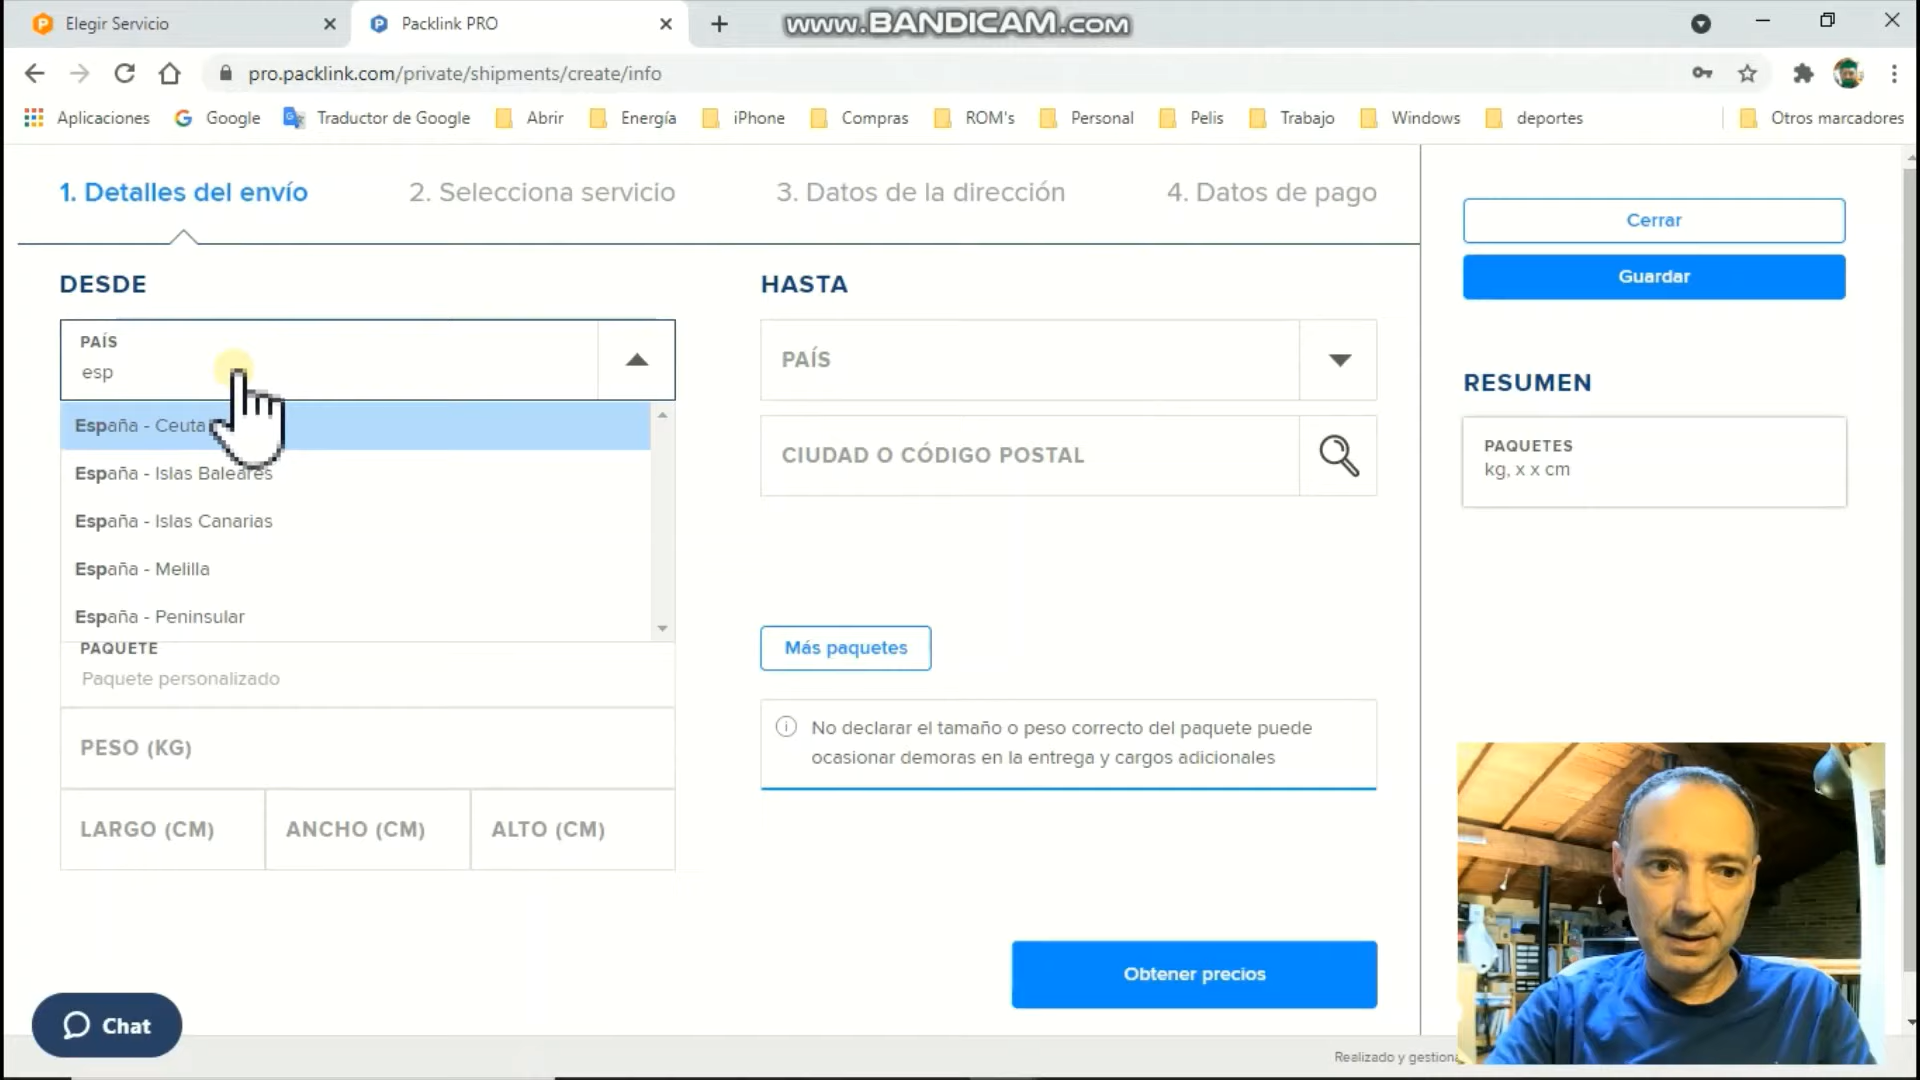 Elegir Servicio
Packlink PRO
www.BANDICAM.com
pro.packlink.com/private/shipments/create/info
Aplicaciones
Google
Traductor de Google
Abrir
Energía
iPhone
Compras
ROM's
Personal
Pelis
Trabajo
Windows
deportes
Otros marcadores
1. Detalles del envío
2. Selecciona servicio
3. Datos de la dirección
4. Datos de pago
Cerrar
Guardar
DESDE
PAÍS
esp
España - Ceuta
España - Islas Baleares
España - Islas Canarias
España - Melilla
España - Peninsular
PAQUETE
Paquete personalizado
PESO (KG)
LARGO (CM)
ANCHO (CM)
ALTO (CM)
HASTA
PAÍS
CIUDAD O CÓDIGO POSTAL
Más paquetes
No declarar el tamaño o peso correcto del paquete puede
ocasionar demoras en la entrega y cargos adicionales
Obtener precios
RESUMEN
PAQUETES
kg, x x cm
Chat
Realizado y gestiona